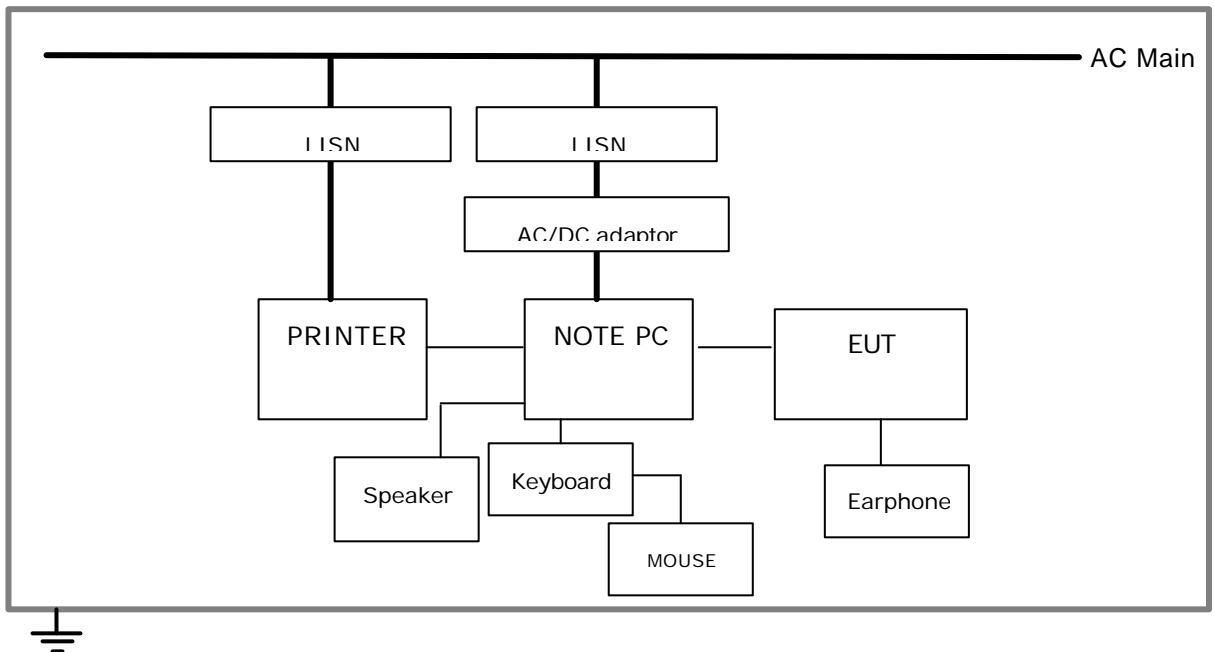 AC Main
LISN
LISN
AC/DC adaptor
PRINTER
NOTE PC
EUT
Speaker
Keyboard
Earphone
MOUSE